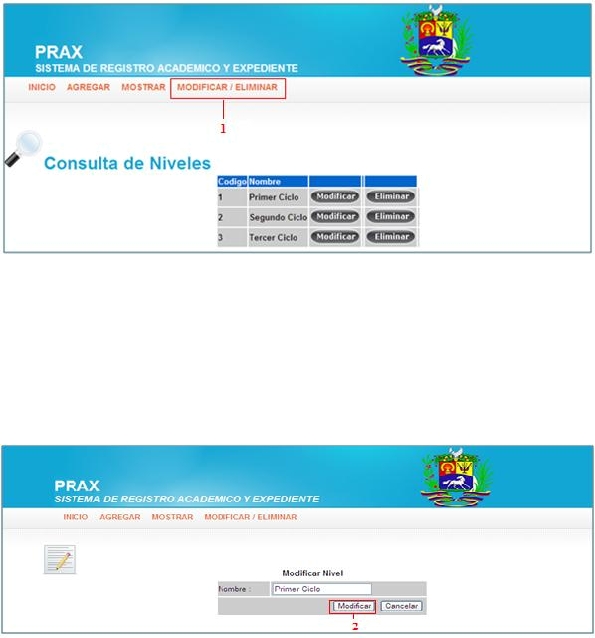 PRAX
SISTEMA DE REGISTRO ACADEMICO Y EXPEDIENTE
INICIO AGREGAR MOSTRAR MODIFICAR / ELIMINAR
1
Consulta de Niveles
Codigo Nombre
1 Primer Ciclo Modificar Eliminar
2 Segundo Ciclo Modificar Eliminar
3 Tercer Ciclo Modificar Eliminar
PRAX
SISTEMA DE REGISTRO ACADEMICO Y EXPEDIENTE
INICIO AGREGAR MOSTRAR MODIFICAR / ELIMINAR
Modificar Nivel
Nombre : Primer Ciclo
Modificar Cancelar
2